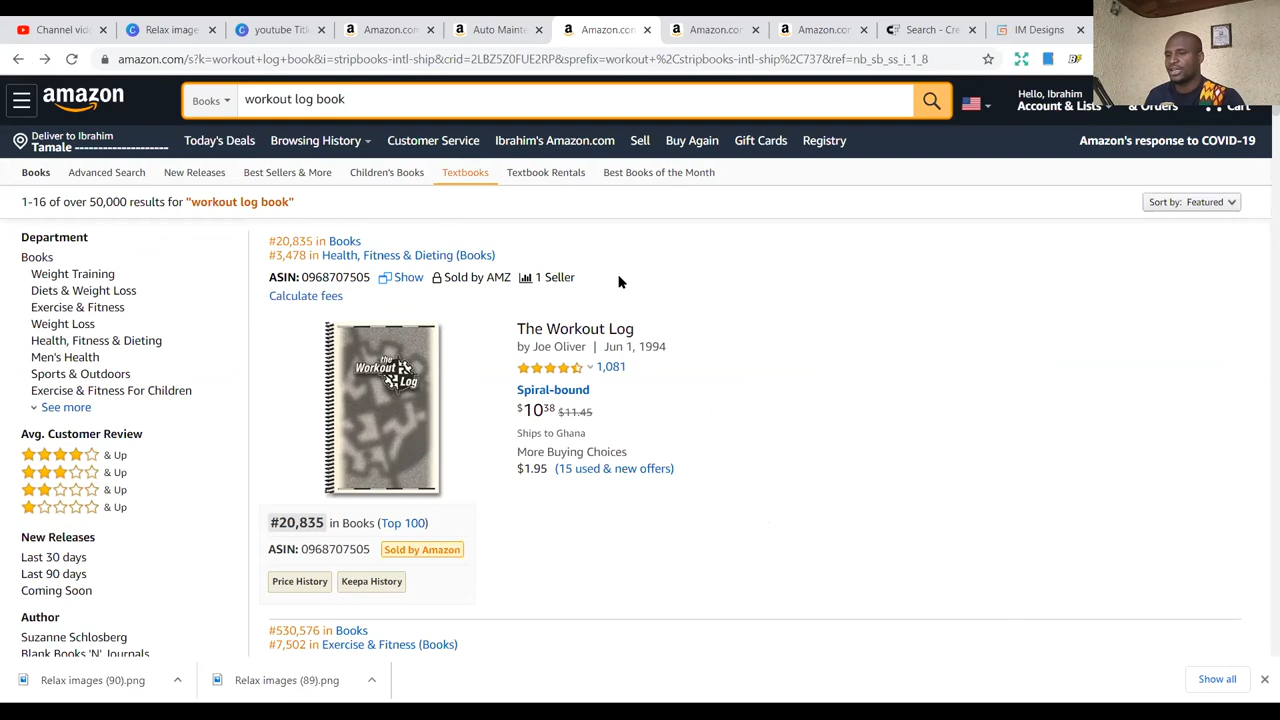 Channel vide
Relax image
youtube Titl
Amazon.com
Auto Mainte
Amazon.com
Amazon.com
Amazon.com
Search - Cre
IM Designs
amazon.com/s?k=workout+log+book&i=stripbooks-intl-ship&crid=2LBZ5Z0FUE2RP&sprefix=workout+%2Cstripbooks-intl-ship%2C737&ref=nb_sb_ss_i_1_8
amazon
Books
workout log book
Hello, Ibrahim
Account & Lists
& Orders
Cart
Deliver to Ibrahim
Tamale --------------------
Today's Deals
Browsing History
Customer Service
Ibrahim's Amazon.com
Sell
Buy Again
Gift Cards
Registry
Amazon's response to COVID-19
Books
Advanced Search
New Releases
Best Sellers & More
Children's Books
Textbooks
Textbook Rentals
Best Books of the Month
1-16 of over 50,000 results for "workout log book"
Sort by: Featured
Department
Books
Weight Training
Diets & Weight Loss
Exercise & Fitness
Weight Loss
Health, Fitness & Dieting
Men's Health
Sports & Outdoors
Exercise & Fitness For Children
See more
Avg. Customer Review
& Up
& Up
& Up
& Up
New Releases
Last 30 days
Last 90 days
Coming Soon
Author
Suzanne Schlosberg
Blank Books 'N' Journals
#20,835 in Books
#3,478 in Health, Fitness & Dieting (Books)
ASIN: 0968707505 Show Sold by AMZ 1 Seller
Calculate fees
the
Workout
Log
The Workout Log
by Joe Oliver | Jun 1, 1994
1,081
Spiral-bound
$10.38 $11.45
Ships to Ghana
More Buying Choices
$1.95 (15 used & new offers)
#20,835 in Books (Top 100)
ASIN: 0968707505 Sold by Amazon
Price History
Keepa History
#530,576 in Books
#7,502 in Exercise & Fitness (Books)
Relax images (90).png
Relax images (89).png
Show all